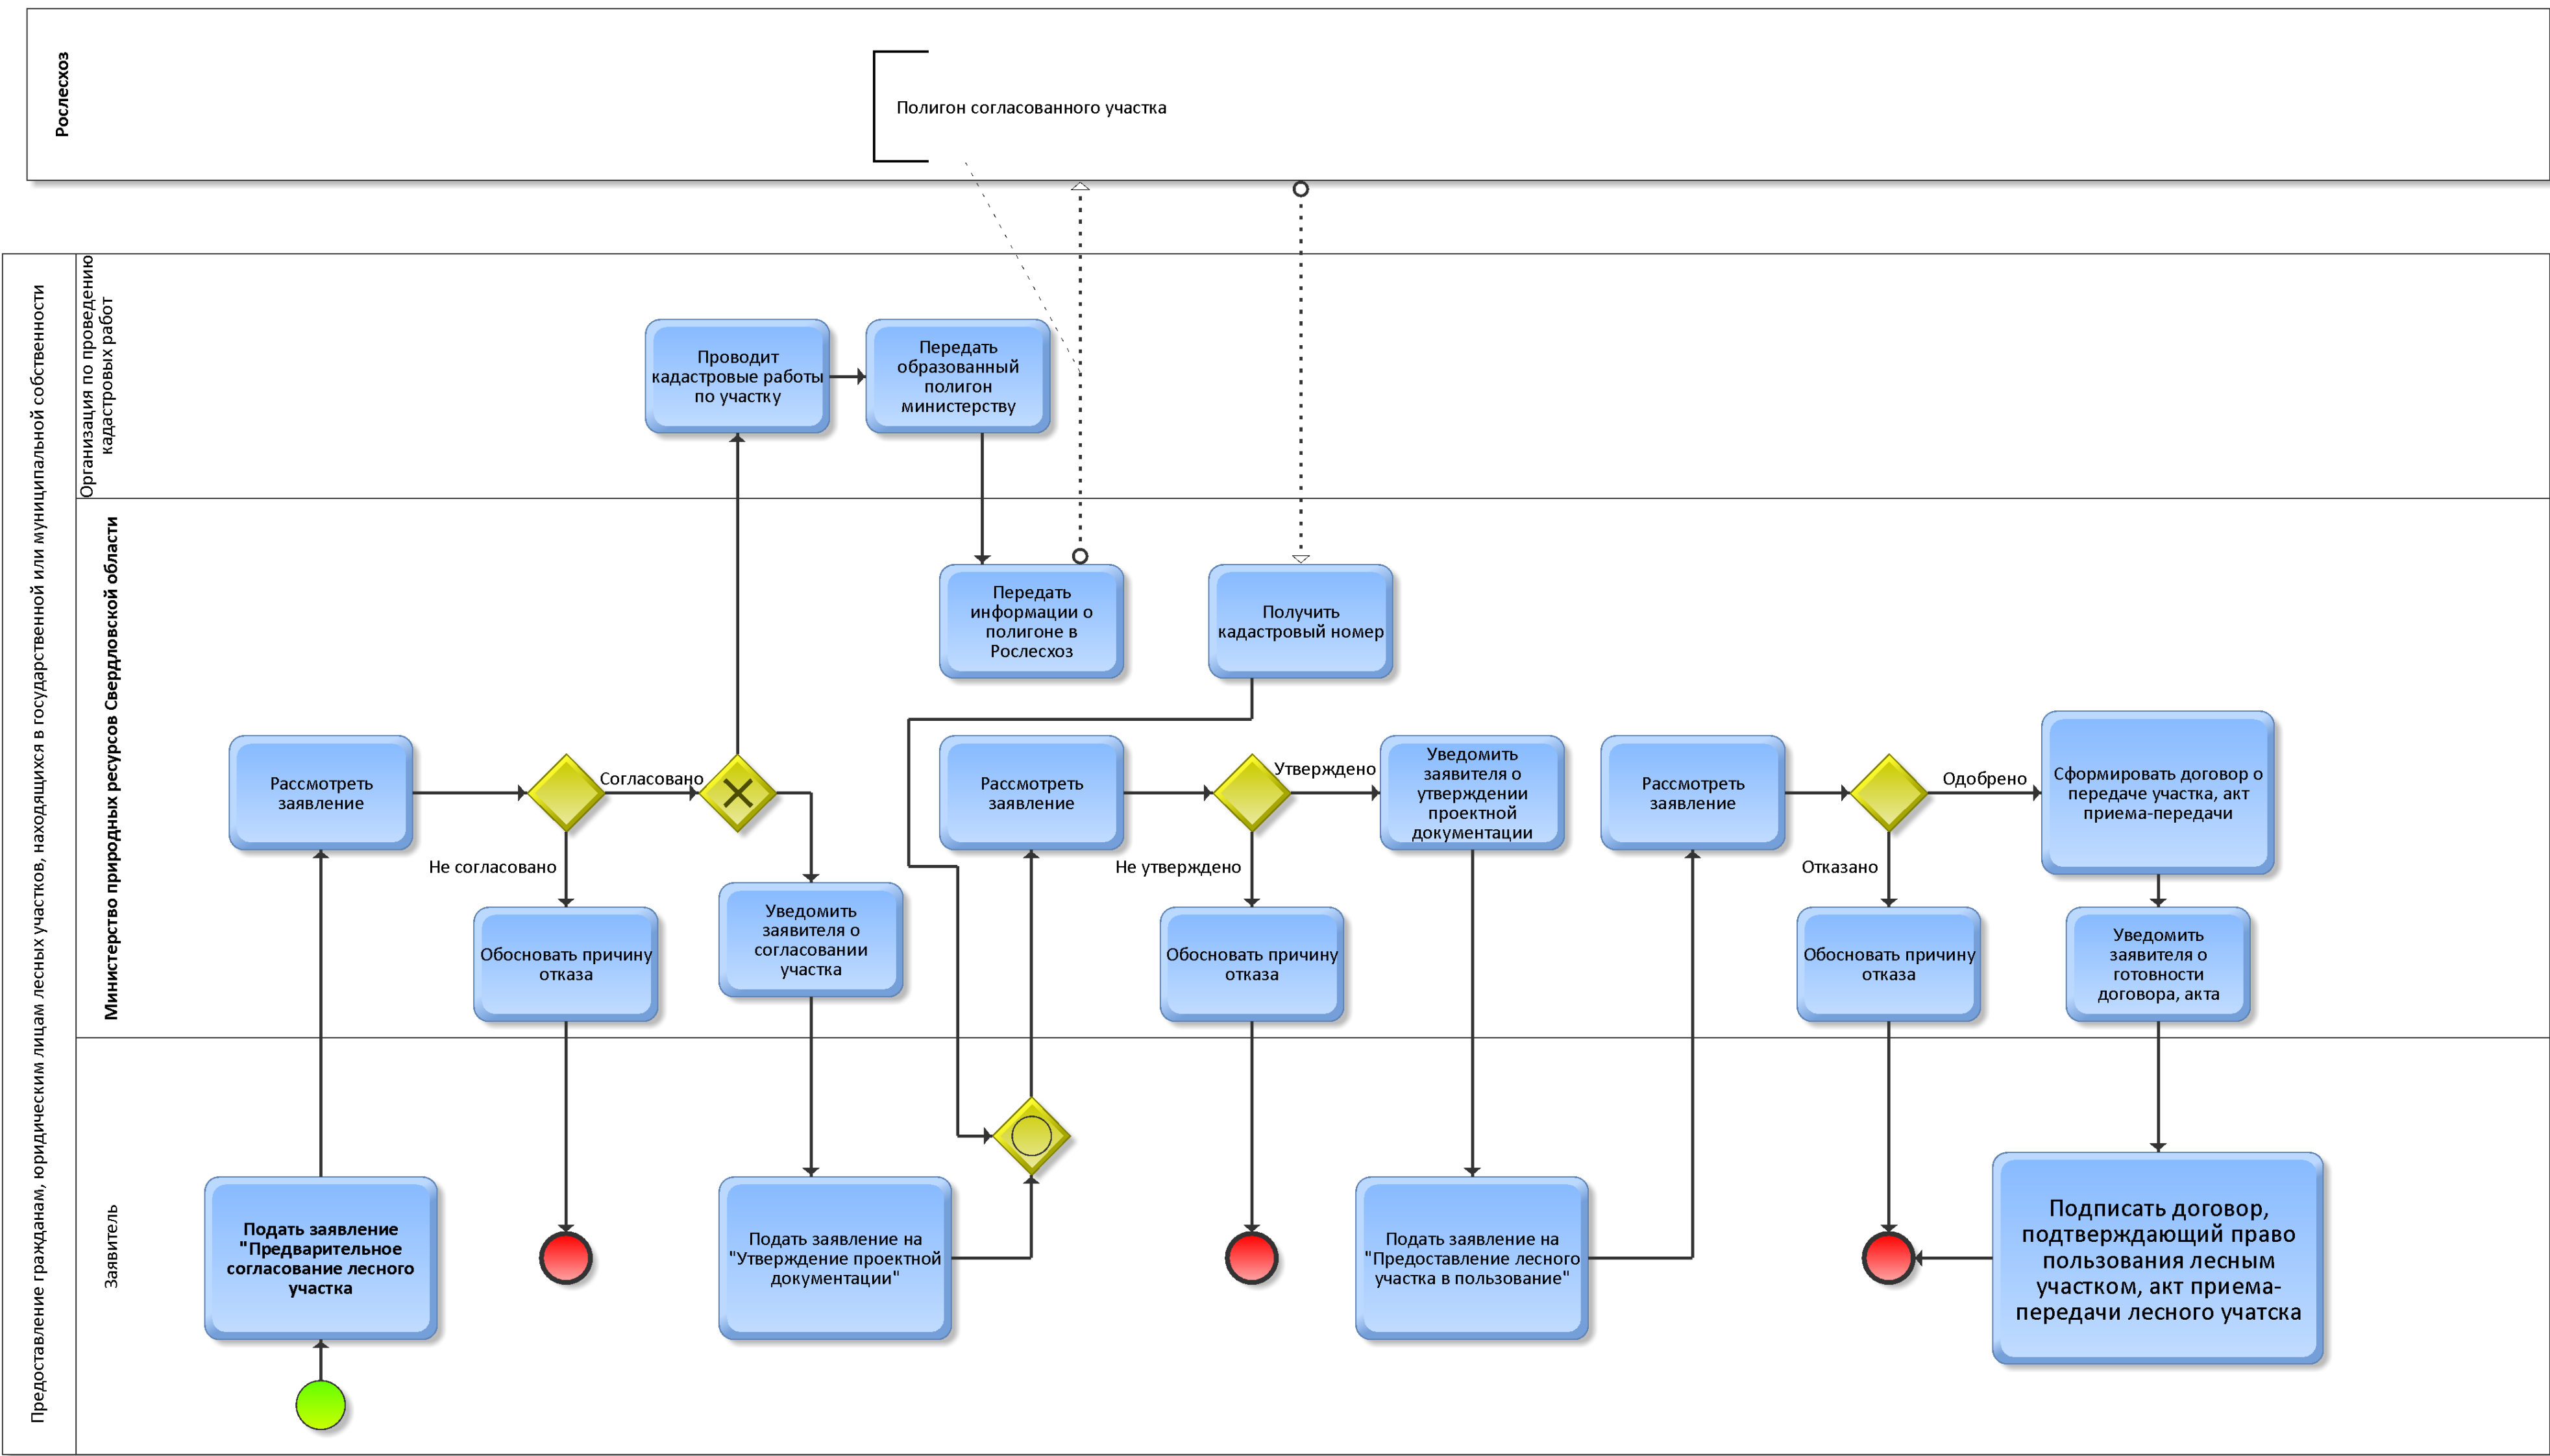 Рослесхоз
Полигон согласованного участка
Предоставление гражданам, юридическим лицам лесных участков, находящихся в государственной или муниципальной собственности
Организация по проведению
кадастровых работ
Проводит
кадастровые работы
по участку
Передать
образованный
полигон
министерству
Министерство природных ресурсов Свердловской области
Передать
информации о
полигоне в
Рослесхоз
Получить
кадастровый номер
Рассмотреть
заявление
Согласовано
Не согласовано
Обосновать причину
отказа
Уведомить
заявителя о
согласовании
участка
Рассмотреть
заявление
Утверждено
Не утверждено
Обосновать причину
отказа
Уведомить
заявителя о
утверждении
проектной
документации
Рассмотреть
заявление
Одобрено
Отказано
Обосновать причину
отказа
Сформировать договор о
передаче участка, акт
приема-передачи
Уведомить
заявителя о
готовности
договора, акта
Заявитель
Подать заявление
"Предварительное
согласование лесного
участка
Подать заявление на
"Утверждение проектной
документации"
Подать заявление на
"Предоставление лесного
участка в пользование"
Подписать договор,
подтверждающий право
пользования лесным
участком, акт приема-
передачи лесного учатска